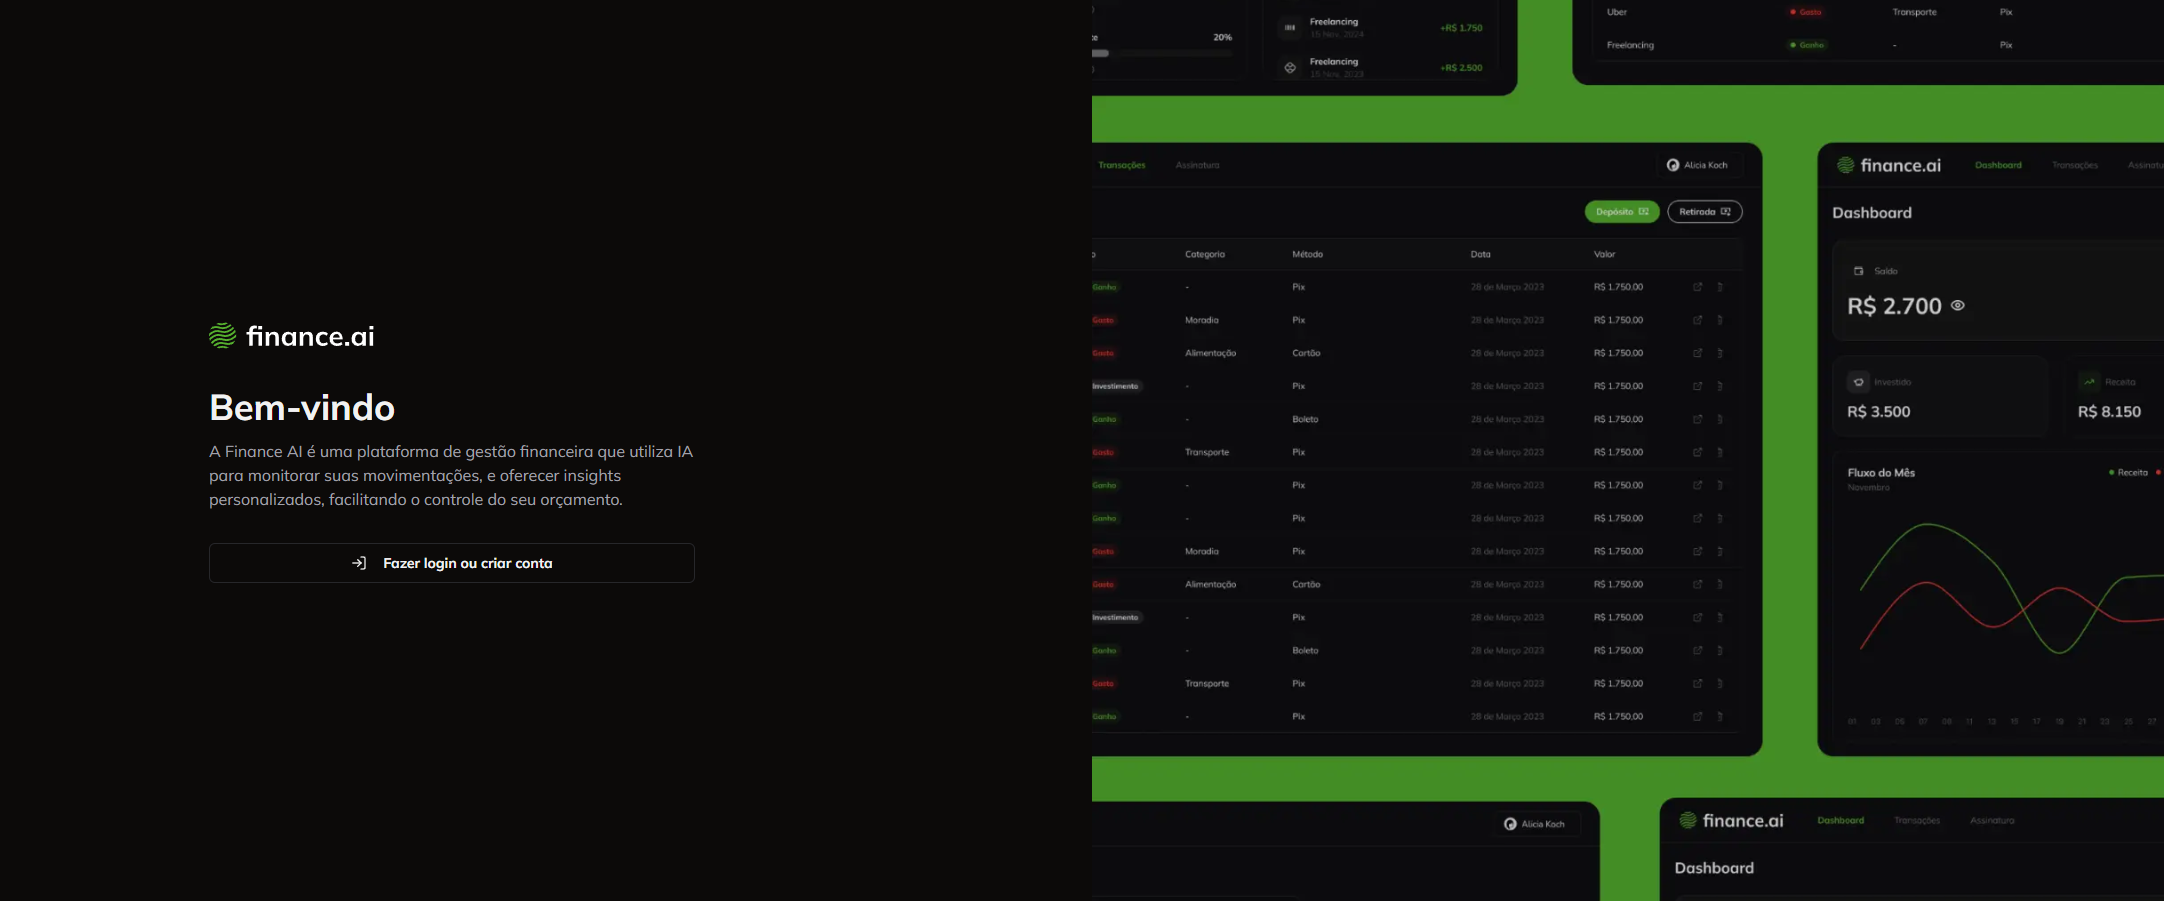 finance.ai
Bem-vindo
A Finance AI é uma plataforma de gestão financeira que utiliza IA
para monitorar suas movimentações, e oferecer insights
personalizados, facilitando o controle do seu orçamento.
Fazer login ou criar conta
20%
Freelancing
15 Nov, 2024
+R$ 1.750
Freelancing
15 Nov, 2023
+R$ 2.500
Uber Gasto Transporte Pix
Freelancing Ganho - Pix
Transações Assinatura Alicia Koch
Depósito Retirada
Categoria Método Data Valor
Ganho - Pix 28 de Março 2023 R$ 1.750,00
Gasto Moradia Pix 28 de Março 2023 R$ 1.750,00
Gasto Alimentação Cartão 28 de Março 2023 R$ 1.750,00
Investimento - Pix 28 de Março 2023 R$ 1.750,00
Ganho - Boleto 28 de Março 2023 R$ 1.750,00
Gasto Transporte Pix 28 de Março 2023 R$ 1.750,00
Ganho - Pix 28 de Março 2023 R$ 1.750,00
Ganho - Pix 28 de Março 2023 R$ 1.750,00
Gasto Moradia Pix 28 de Março 2023 R$ 1.750,00
Gasto Alimentação Cartão 28 de Março 2023 R$ 1.750,00
Investimento - Pix 28 de Março 2023 R$ 1.750,00
Ganho - Boleto 28 de Março 2023 R$ 1.750,00
Gasto Transporte Pix 28 de Março 2023 R$ 1.750,00
Ganho - Pix 28 de Março 2023 R$ 1.750,00
finance.ai Dashboard Transações Assinatu
Dashboard
Saldo
R$ 2.700
Investido Receita
R$ 3.500 R$ 8.150
Fluxo do Mês Receita
Novembro
01 03 05 07 09 11 13 15 17 19 21 23 25 27
Alicia Koch
finance.ai Dashboard Transações Assinatura
Dashboard